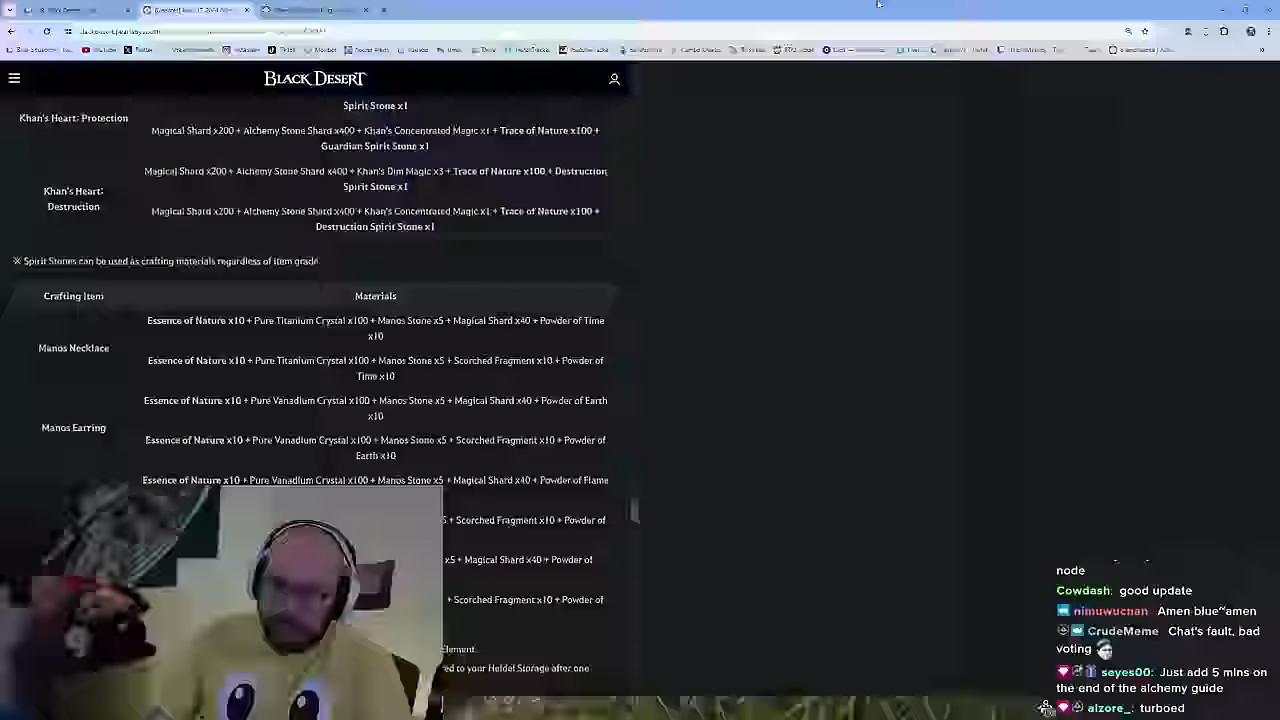 BLACK DESERT
Spirit Stone x1
Khan's Heart: Protection
Magical Shard x200 + Alchemy Stone Shard x400 + Khan's Concentrated Magic x1 + Trace of Nature x100 +
Guardian Spirit Stone x1
Magical Shard x200 + Alchemy Stone Shard x400 + Khan's Dim Magic x3 + Trace of Nature x100 + Destruction
Spirit Stone x1
Khan's Heart:
Destruction
Magical Shard x200 + Alchemy Stone Shard x400 + Khan's Concentrated Magic x1 + Trace of Nature x100 +
Destruction Spirit Stone x1
※ Spirit Stones can be used as crafting materials regardless of item grade.
Crafting Item
Materials
Essence of Nature x10 + Pure Titanium Crystal x100 + Manos Stone x5 + Magical Shard x40 + Powder of Time
x10
Manos Necklace
Essence of Nature x10 + Pure Titanium Crystal x100 + Manos Stone x5 + Scorched Fragment x10 + Powder of
Time x10
Essence of Nature x10 + Pure Vanadium Crystal x100 + Manos Stone x5 + Magical Shard x40 + Powder of Earth
x10
Manos Earring
Essence of Nature x10 + Pure Vanadium Crystal x100 + Manos Stone x5 + Scorched Fragment x10 + Powder of
Earth x10
Essence of Nature x10 + Pure Vanadium Crystal x100 + Manos Stone x5 + Magical Shard x40 + Powder of Flame
5 + Scorched Fragment x10 + Powder of
x5 + Magical Shard x40 + Powder of
+ Scorched Fragment x10 + Powder of
Element.
ed to your Heidel Storage after one
node
Cowdash: good update
nimuwuchan Amen blue~amen
CrudeMeme Chat's fault, bad
voting
seyes00: Just add 5 mins on
the end of the alchemy guide
alzore_: turboed